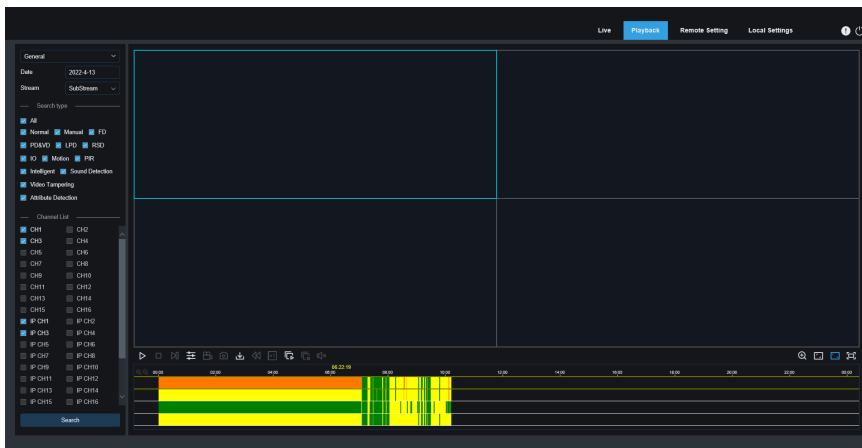 Live Playback Remote Setting Local Settings
General
Date 2022-4-13
Stream SubStream
Search type
All
Normal Manual FD
PD&VD LPD RSD
IO Motion PIR
Intelligent Sound Detection
Video Tampering
Attribute Detection
Channel List
CH1 CH2
CH3 CH4
CH5 CH6
CH7 CH8
CH9 CH10
CH11 CH12
CH13 CH14
CH15 CH16
IP CH1 IP CH2
IP CH3 IP CH4
IP CH5 IP CH6
IP CH7 IP CH8
IP CH9 IP CH10
IP CH11 IP CH12
IP CH13 IP CH14
IP CH15 IP CH16
Search
06:22:19
00:00 02:00 04:00 06:00 08:00 10:00 12:00 14:00 16:00 18:00 20:00 22:00 00:00